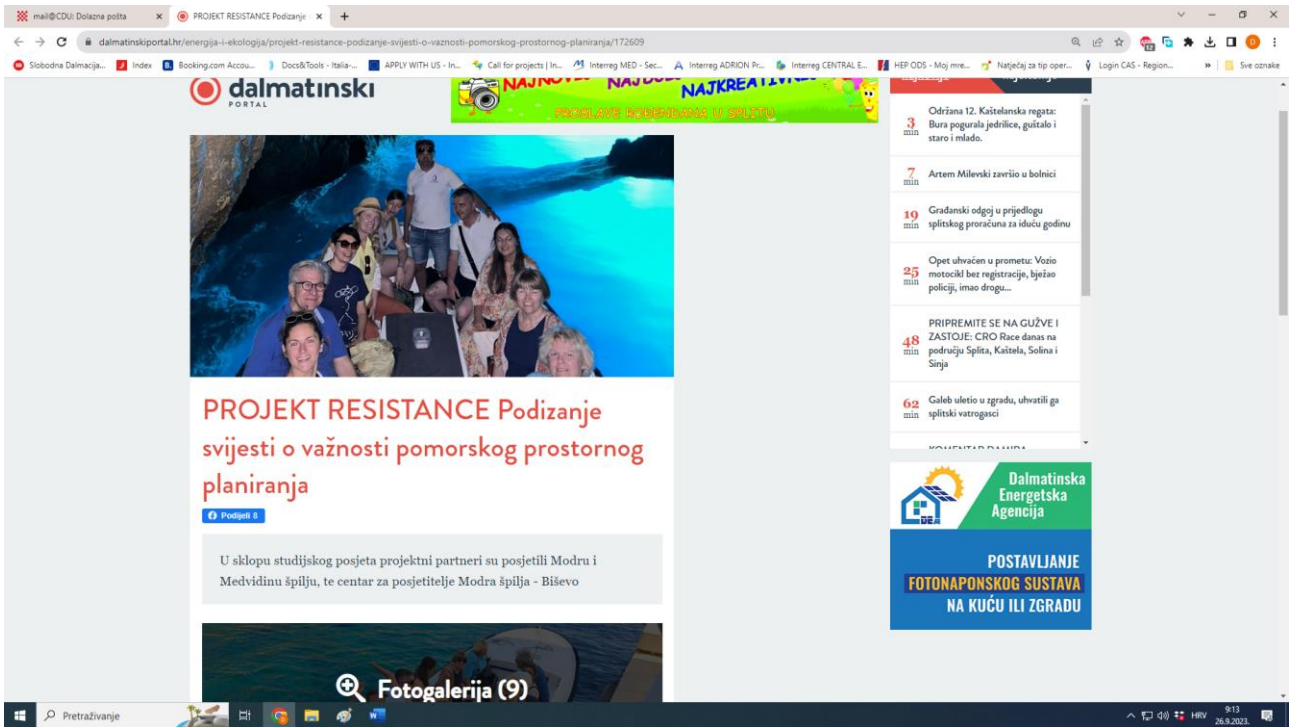 mail@CDU: Dolazna pošta
PROJEKT RESISTANCE Podizanje
dalmatinskiportal.hr/energija-i-ekologija/projekt-resistance-podizanje-svijesti-o-vaznosti-pomorskog-prostornog-planiranja/172609
Slobodna Dalmacija...
Index
Booking.com Accou...
Docs&Tools - Italia-...
APPLY WITH US - In...
Call for projects | In...
Interreg MED - Sec...
Interreg ADRION Pr...
Interreg CENTRAL E...
HEP ODS - Moj mre...
Natječaj za tip oper...
Login CAS - Region...
Sve oznake
dalmatinski
PORTAL
NAJKREATIVNIJE
PROSLAVE ROĐENDANA U SPLITU
PROJEKT RESISTANCE Podizanje
svijesti o važnosti pomorskog prostornog
planiranja
Podijeli 8
U sklopu studijskog posjeta projektni partneri su posjetili Modru i
Medvidinu špilju, te centar za posjetitelje Modra špilja - Biševo
Fotogalerija (9)
3 min
Održana 12. Kaštelanska regata:
Bura pogurala jedrilice, guštalo i
staro i mlado.
7 min
Artem Milevski završio u bolnici
19 min
Građanski odgoj u prijedlogu
splitskog proračuna za iduću godinu
25 min
Opet uhvaćen u prometu: Vozio
motocikl bez registracije, bježao
policiji, imao drogu...
48 min
PRIPREMITE SE NA GUŽVE I
ZASTOJE: CRO Race danas na
području Splita, Kaštela, Solina i
Sinja
62 min
Galeb uletio u zgradu, uhvatili ga
splitski vatrogasci
KOMENTAR DAMIRA
DEA
Dalmatinska
Energetska
Agencija
POSTAVLJANJE
FOTONAPONSKOG SUSTAVA
NA KUĆU ILI ZGRADU
Pretraživanje
HRV
9:13
26.9.2023.